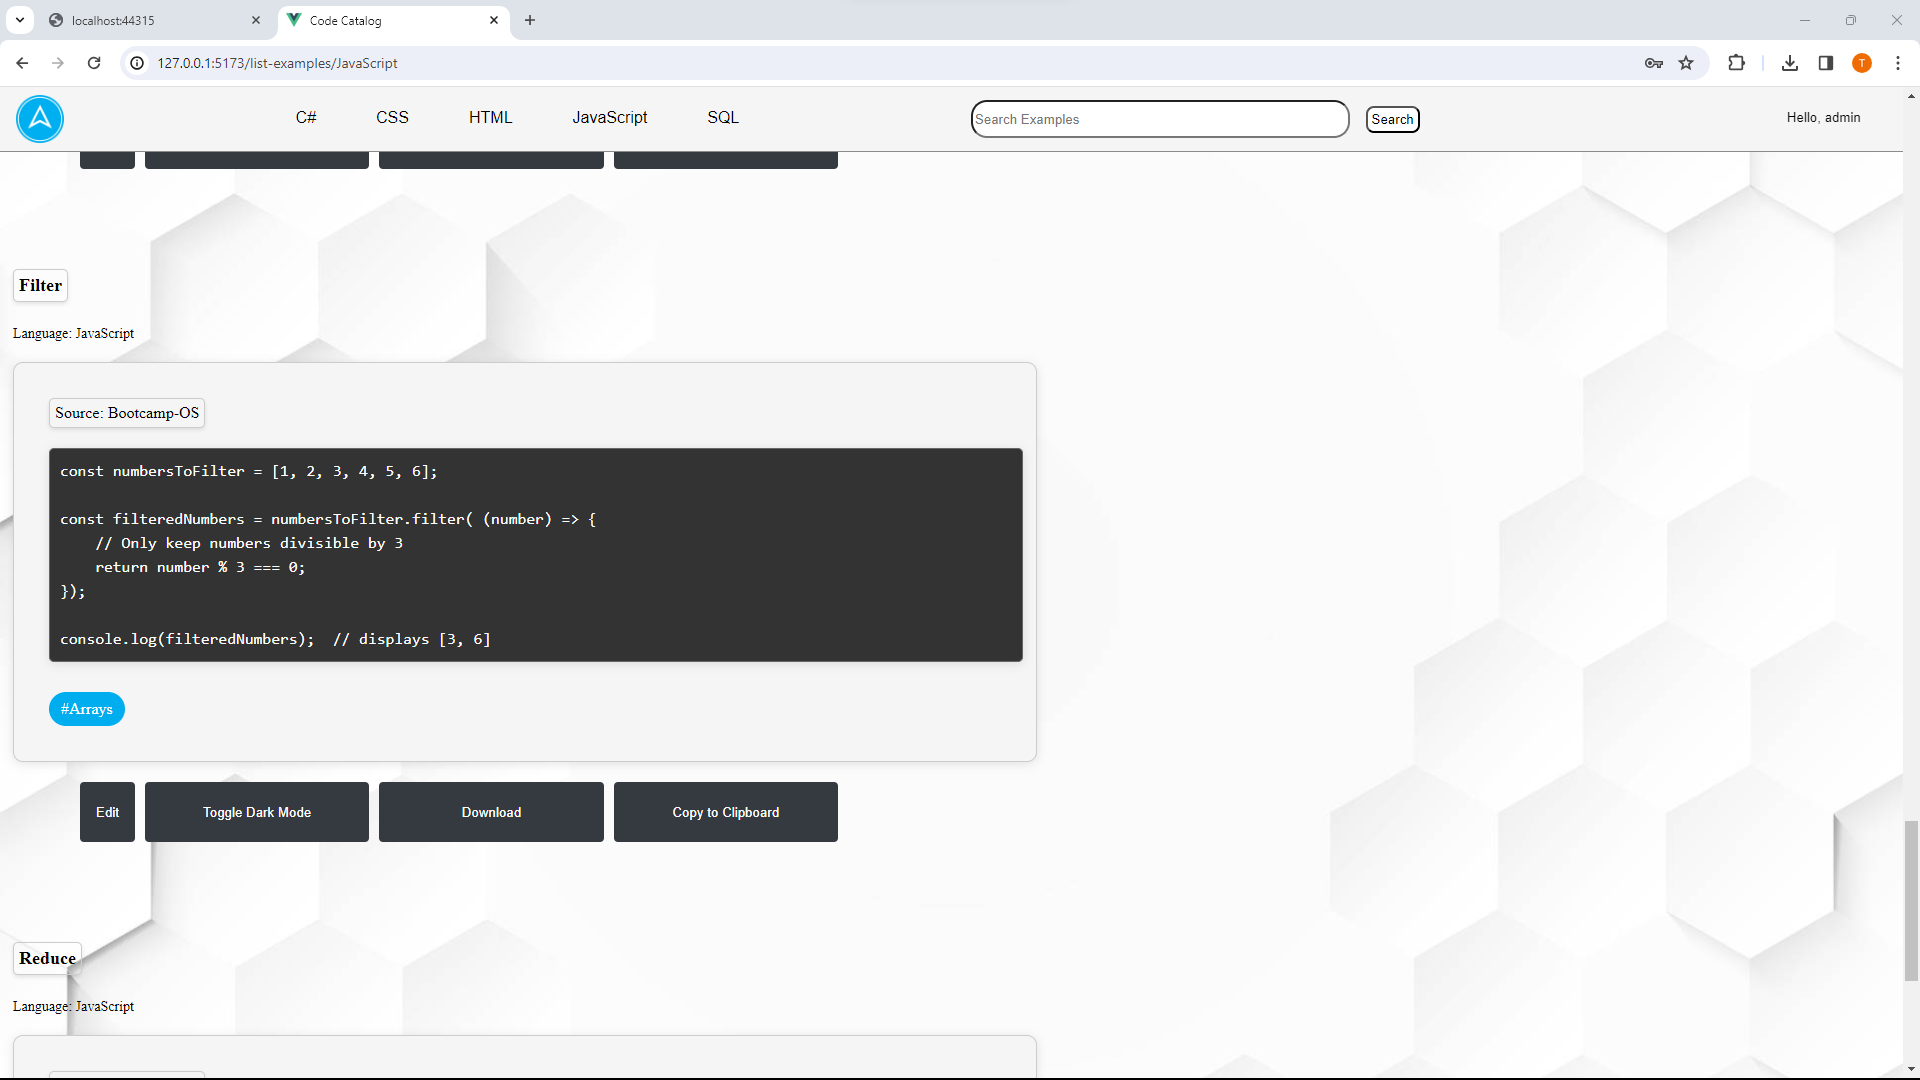 localhost:44315
Code Catalog
127.0.0.1:5173/list-examples/JavaScript
T
C# CSS HTML JavaScript SQL
Search Examples
Search
Hello, admin
Filter
Language: JavaScript
Source: Bootcamp-OS
const numbersToFilter = [1, 2, 3, 4, 5, 6];
const filteredNumbers = numbersToFilter.filter( (number) => {
    // Only keep numbers divisible by 3
    return number % 3 === 0;
});
console.log(filteredNumbers);  // displays [3, 6]
#Arrays
Edit
Toggle Dark Mode
Download
Copy to Clipboard
Reduce
Language: JavaScript